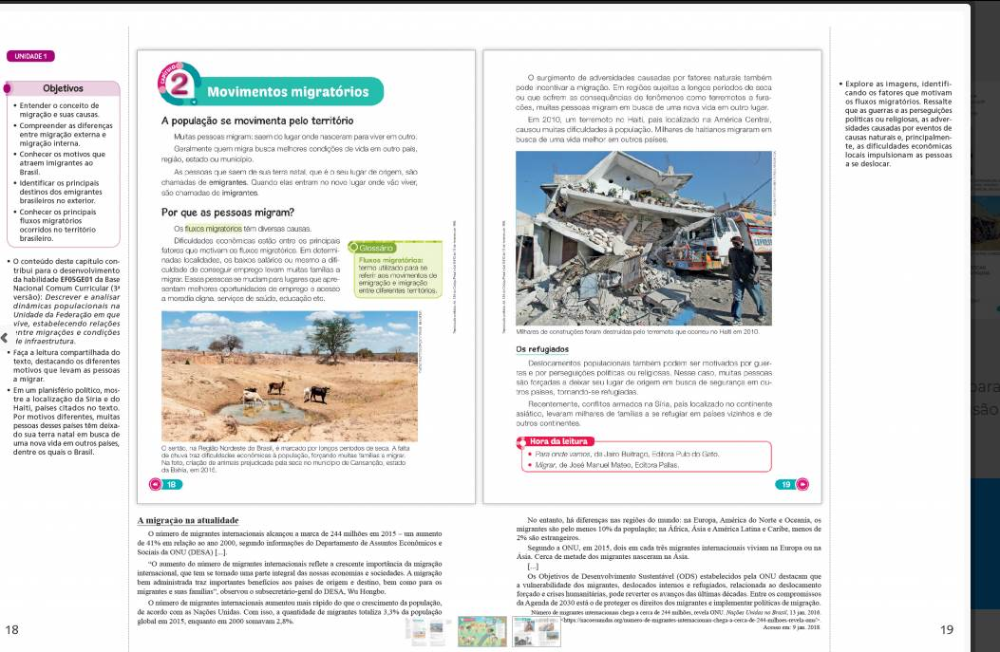 UNIDADE 1
Objetivos
• Entender o conceito de
migração e suas causas.
• Compreender as diferenças
entre migração externa e
migração interna.
• Conhecer os motivos que
atraem imigrantes ao
Brasil.
• Identificar os principais
destinos dos emigrantes
brasileiros no exterior.
• Conhecer os principais
fluxos migratórios
ocorridos no território
brasileiro.
• O conteúdo deste capítulo con-
tribui para o desenvolvimento
da habilidade EF05GE01 da Base
Nacional Comum Curricular (3ª
versão): Descrever e analisar
dinâmicas populacionais na
Unidade da Federação em que
vive, estabelecendo relações
entre migrações e condições
de infraestrutura.
• Faça a leitura compartilhada do
texto, destacando os diferentes
motivos que levam as pessoas
a migrar.
• Em um planisfério político, mos-
tre a localização da Síria e do
Haiti, países citados no texto.
Por motivos diferentes, muitas
pessoas desses países têm deixa-
do sua terra natal em busca de
uma nova vida em outros países,
dentre os quais o Brasil.
CAPÍTULO
2
Movimentos migratórios
A população se movimenta pelo território
Muitas pessoas migram: saem do lugar onde nasceram para viver em outro.
Geralmente quem migra busca melhores condições de vida em outro país,
região, estado ou município.
As pessoas que saem de sua terra natal, que é o seu lugar de origem, são
chamadas de emigrantes. Quando elas entram no novo lugar onde vão viver,
são chamadas de imigrantes.
Por que as pessoas migram?
Os fluxos migratórios têm diversas causas.
Dificuldades econômicas estão entre os principais
fatores que motivam os fluxos migratórios. Em determi-
nadas localidades, os baixos salários ou mesmo a difi-
culdade de conseguir emprego levam muitas famílias a
migrar. Essas pessoas se mudam para lugares que apre-
sentam melhores oportunidades de emprego e acesso
a moradia digna, serviços de saúde, educação etc.
Glossário
Fluxos migratórios:
termo utilizado para se
referir aos movimentos de
emigração e imigração
entre diferentes territórios.
O sertão, na Região Nordeste do Brasil, é marcado por longos períodos de seca. A falta
de chuva traz dificuldades econômicas à população, forçando muitas famílias a migrar.
Na foto, criação de animais prejudicada pela seca no município de Cansanção, estado
da Bahia, em 2015.
18
O surgimento de adversidades causadas por fatores naturais também
pode incentivar a migração. Em regiões sujeitas a longos períodos de seca
ou que sofrem as consequências de fenômenos como terremotos e fura-
cões, muitas pessoas migram em busca de uma nova vida em outro lugar.
Em 2010, um terremoto no Haiti, país localizado na América Central,
causou muitas dificuldades à população. Milhares de haitianos migraram em
busca de uma vida melhor em outros países.
Milhares de construções foram destruídas pelo terremoto que ocorreu no Haiti em 2010.
Os refugiados
Deslocamentos populacionais também podem ser motivados por guer-
ras e por perseguições políticas ou religiosas. Nesse caso, muitas pessoas
são forçadas a deixar seu lugar de origem em busca de segurança em ou-
tros países, tornando-se refugiadas.
Recentemente, conflitos armados na Síria, país localizado no continente
asiático, levaram milhares de famílias a se refugiar em países vizinhos e de
outros continentes.
Hora da leitura
• Para onde vamos, de Jairo Buitrago, Editora Pulo do Gato.
• Migrar, de José Manuel Mateo, Editora Pallas.
19
• Explore as imagens, identifi-
cando os fatores que motivam
os fluxos migratórios. Ressalte
que as guerras e as perseguições
políticas ou religiosas, as adver-
sidades causadas por eventos de
causas naturais e, principalmen-
te, as dificuldades econômicas
locais impulsionam as pessoas
a se deslocar.
A migração na atualidade
O número de migrantes internacionais alcançou a marca de 244 milhões em 2015 – um aumento
de 41% em relação ao ano 2000, segundo informações do Departamento de Assuntos Econômicos e
Sociais da ONU (DESA) [...].
“O aumento do número de migrantes internacionais reflete a crescente importância da migração
internacional, que tem se tornado uma parte integral das nossas economias e sociedades. A migração
bem administrada traz importantes benefícios aos países de origem e destino, bem como para os
migrantes e suas famílias”, observou o subsecretário-geral do DESA, Wu Hongbo.
O número de migrantes internacionais aumentou mais rápido do que o crescimento da população,
de acordo com as Nações Unidas. Com isso, a quantidade de migrantes totaliza 3,3% da população
global em 2015, enquanto em 2000 somavam 2,8%.
No entanto, há diferenças nas regiões do mundo: na Europa, América do Norte e Oceania, os
migrantes são pelo menos 10% da população; na África, Ásia e América Latina e Caribe, menos de
2% são estrangeiros.
Segundo a ONU, em 2015, dois em cada três migrantes internacionais viviam na Europa ou na
Ásia. Cerca de metade dos migrantes nasceram na Ásia.
[...]
Os Objetivos de Desenvolvimento Sustentável (ODS) estabelecidos pela ONU destacam que
a vulnerabilidade dos migrantes, deslocados internos e refugiados, relacionada ao deslocamento
forçado e crises humanitárias, pode reverter os avanços das últimas décadas. Entre os compromissos
da Agenda de 2030 está o de proteger os direitos dos migrantes e implementar políticas de migração.
Número de migrantes internacionais chega a cerca de 244 milhões, revela ONU. Nações Unidas no Brasil, 13 jan. 2016.
<https://nacoesunidas.org/numero-de-migrantes-internacionais-chega-a-cerca-de-244-milhoes-revela-onu>.
Acesso em: 9 jan. 2018.
18
19
para
são